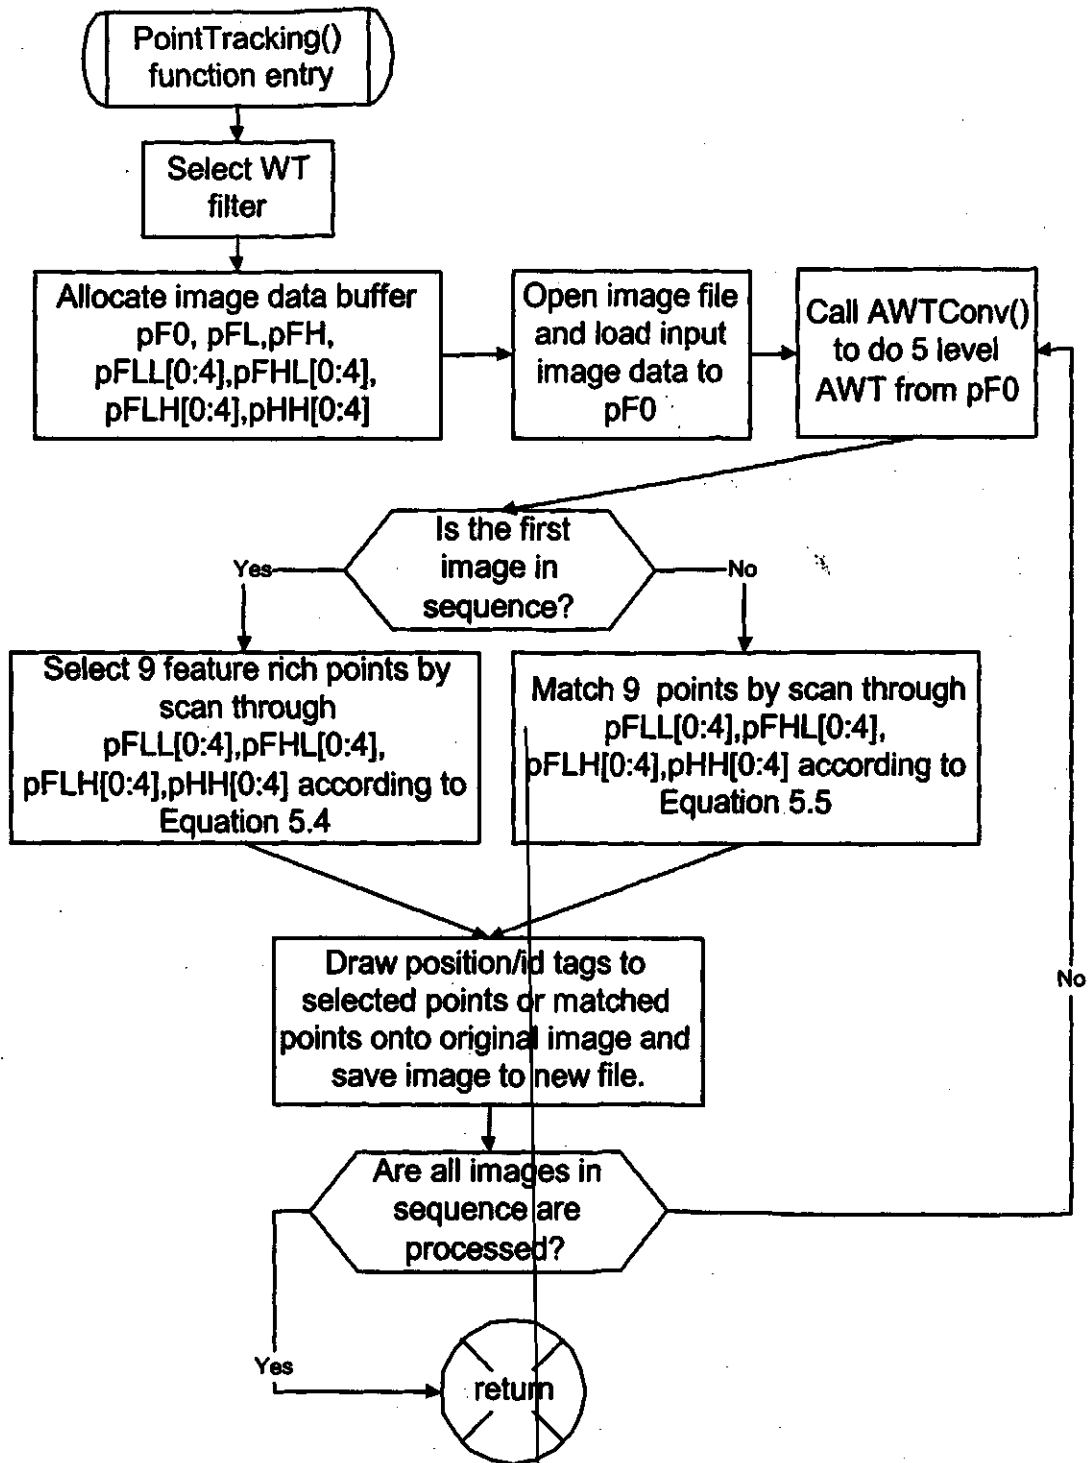 PointTracking()
function entry
Select WT
filter
Allocate image data buffer
pF0, pFL,pFH,
pFLL[0:4],pFHL[0:4],
pFLH[0:4],pHH[0:4]
Open image file
and load input
image data to
pF0
Call AWTConv()
to do 5 level
AWT from pF0
Is the first
image in
sequence?
Yes
No
Select 9 feature rich points by
scan through
pFLL[0:4],pFHL[0:4],
pFLH[0:4],pHH[0:4] according to
Equation 5.4
Match 9 points by scan through
pFLL[0:4],pFHL[0:4],
pFLH[0:4],pHH[0:4] according to
Equation 5.5
Draw position/id tags to
selected points or matched
points onto original image and
save image to new file.
No
Are all images in
sequence are
processed?
Yes
return